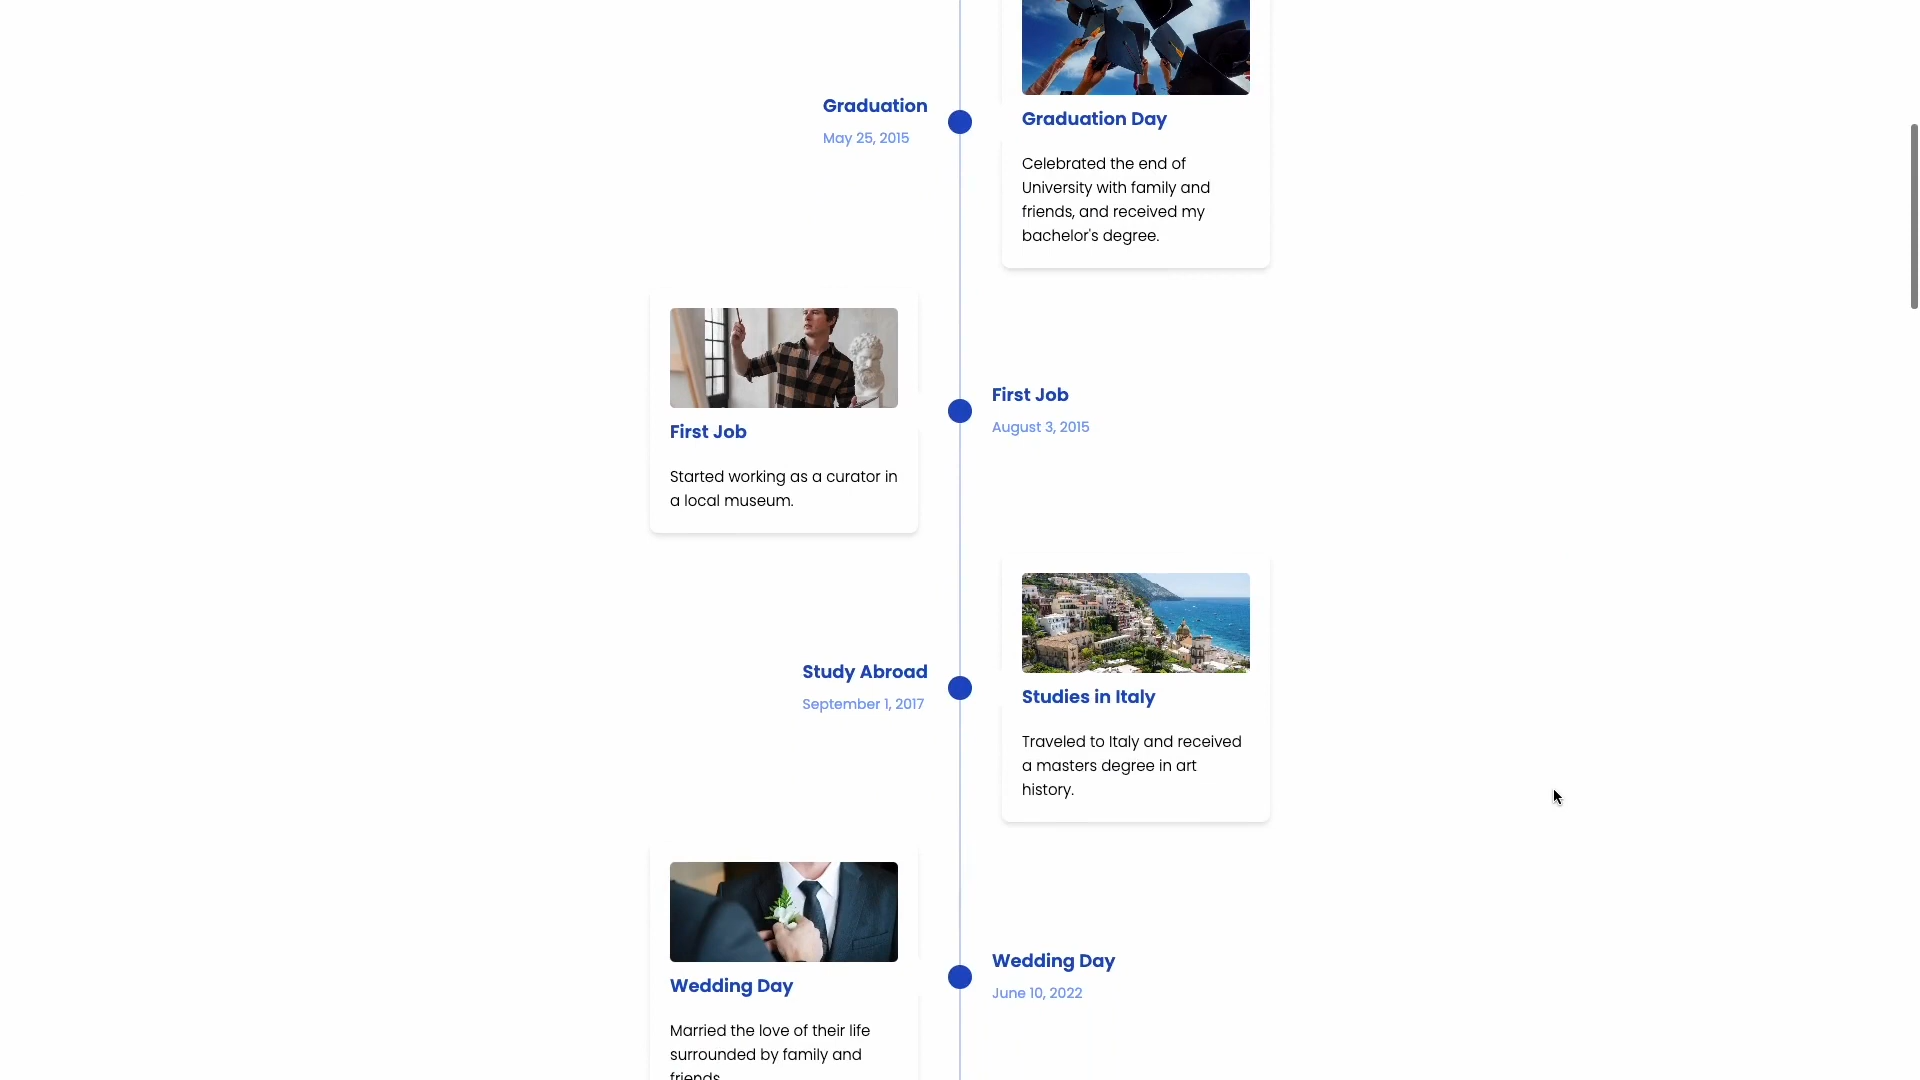 Graduation
May 25, 2015
Graduation Day
Celebrated the end of
University with family and
friends, and received my
bachelor's degree.
First Job
Started working as a curator in
a local museum.
First Job
August 3, 2015
Study Abroad
September 1, 2017
Studies in Italy
Traveled to Italy and received
a masters degree in art
history.
Wedding Day
Married the love of their life
surrounded by family and
friends.
Wedding Day
June 10, 2022